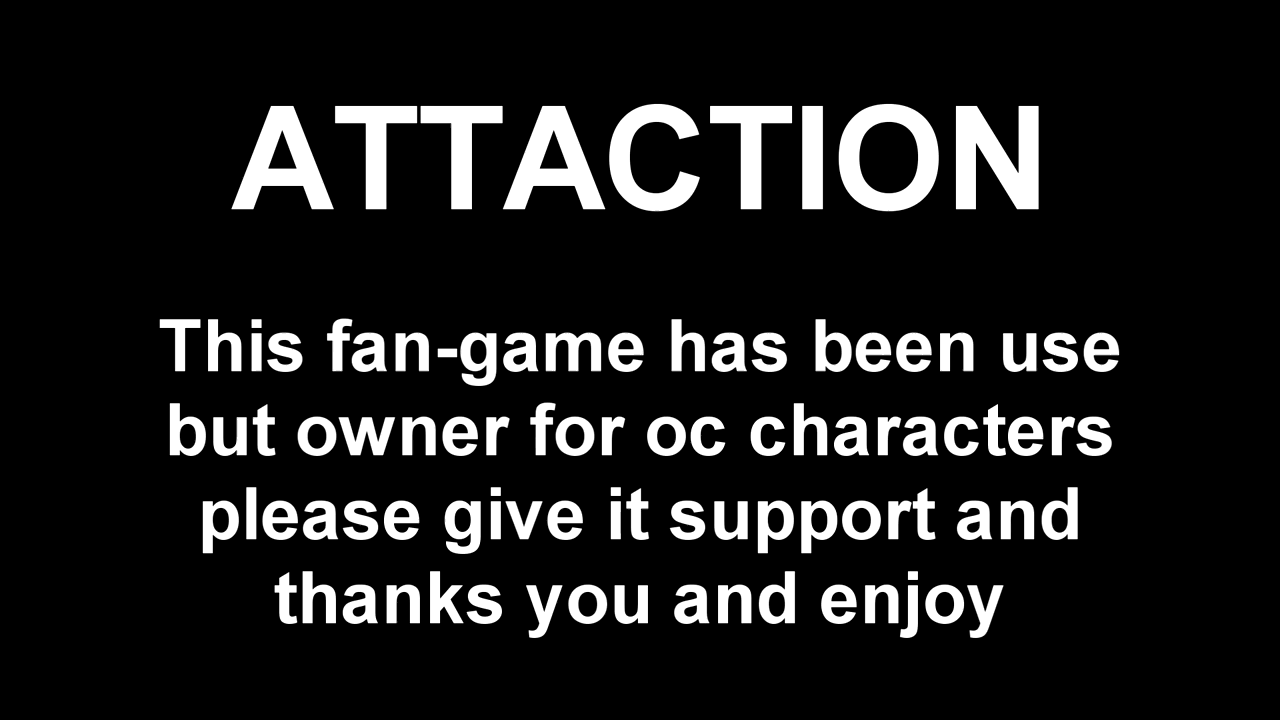 ATTACTION
This fan-game has been use
but owner for oc characters
please give it support and
thanks you and enjoy